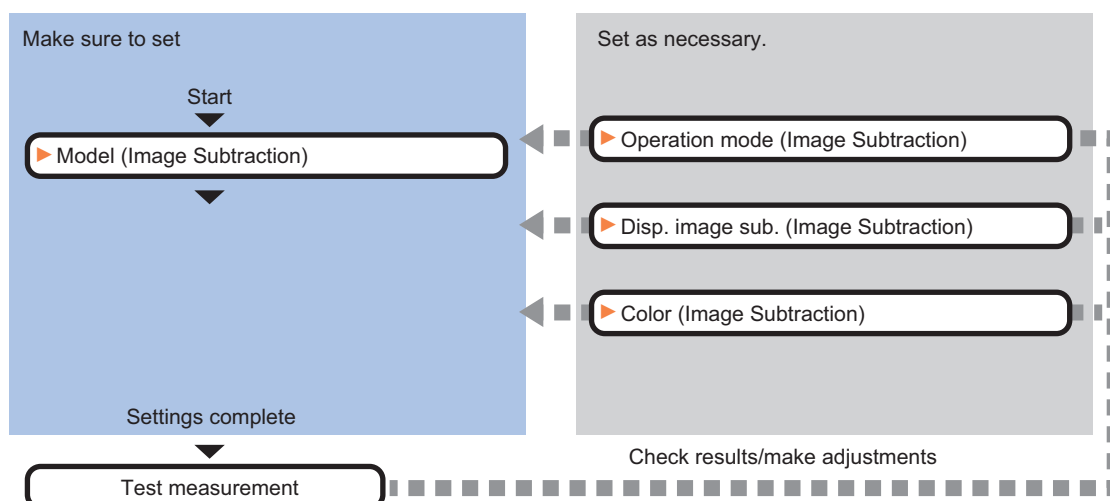 Make sure to set
Start
Model (Image Subtraction)
Settings complete
Test measurement
Set as necessary.
Operation mode (Image Subtraction)
Disp. image sub. (Image Subtraction)
Color (Image Subtraction)
Check results/make adjustments